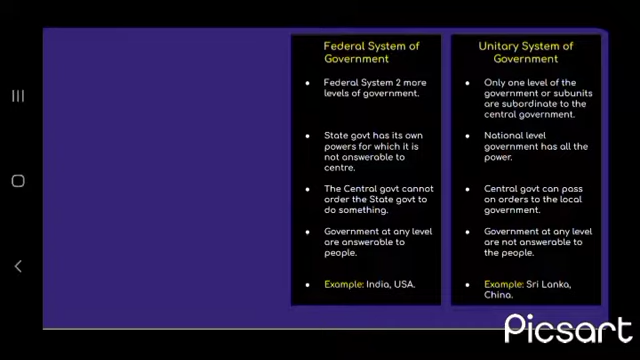 Federal System of
Government
Federal System 2 more
levels of government.
State govt has its own
powers for which it is
not answerable to
centre.
The Central govt cannot
order the State govt to
do something.
Government at any level
are answerable to
people.
Example: India, USA.
Unitary System of
Government
Only one level of the
government or subunits
are subordinate to the
central government.
National level
government has all the
power.
Central govt can pass
on orders to the local
government.
Government at any level
are not answerable to
the people.
Example: Sri Lanka,
China.
Picsart